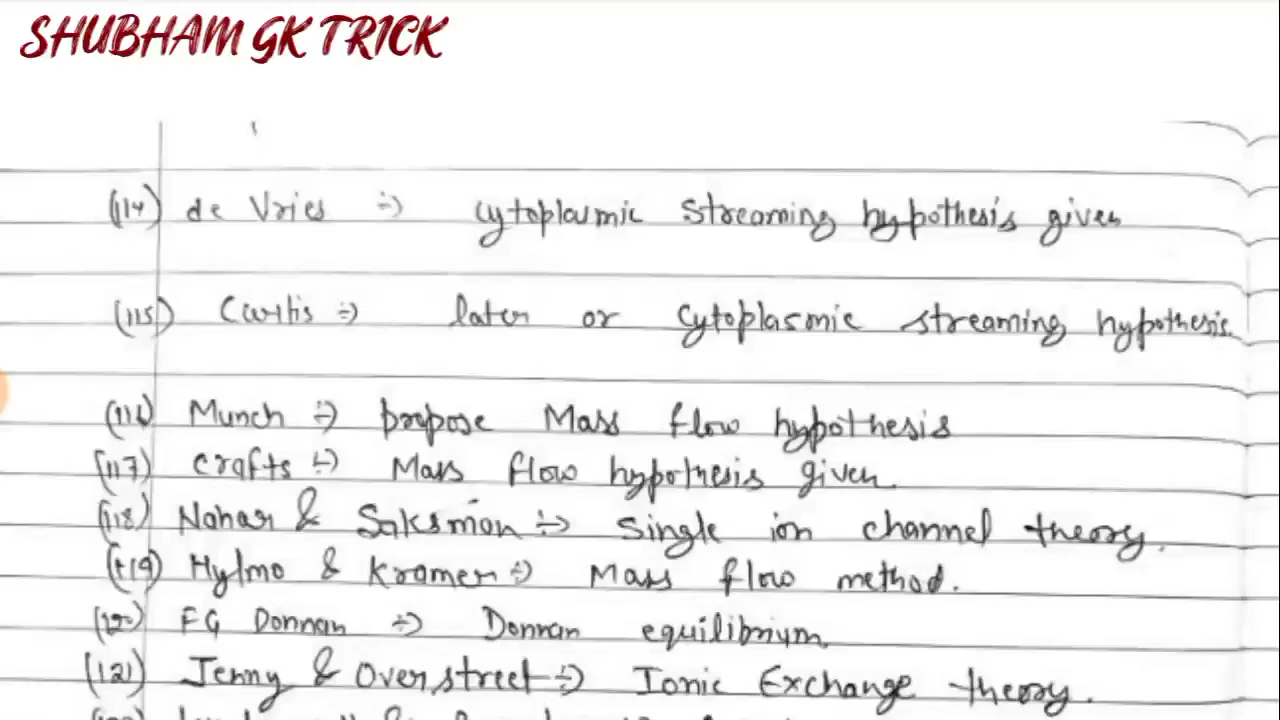 SHUBHAM GK TRICK
(114) de Vries ÷) Cytoplasmic Streaming hypothesis given
(115) Curtis ÷) later or Cytoplasmic streaming hypothesis.
(116) Munch ÷) propose Mass flow hypothesis
(117) Crafts ÷) Mass flow hypothesis given.
(118) Nahar & Saksman ÷) Single ion channel theory.
(119) Hylmo & Kramer ÷) Mass flow method.
(120) FG Donnan ÷) Donnan equilibrium.
(121) Jenny & Overstreet ÷) Ionic Exchange theory.